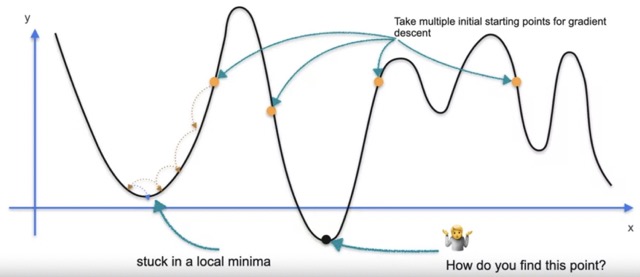 y
Take multiple initial starting points for gradient
descent
x
stuck in a local minima
How do you find this point?